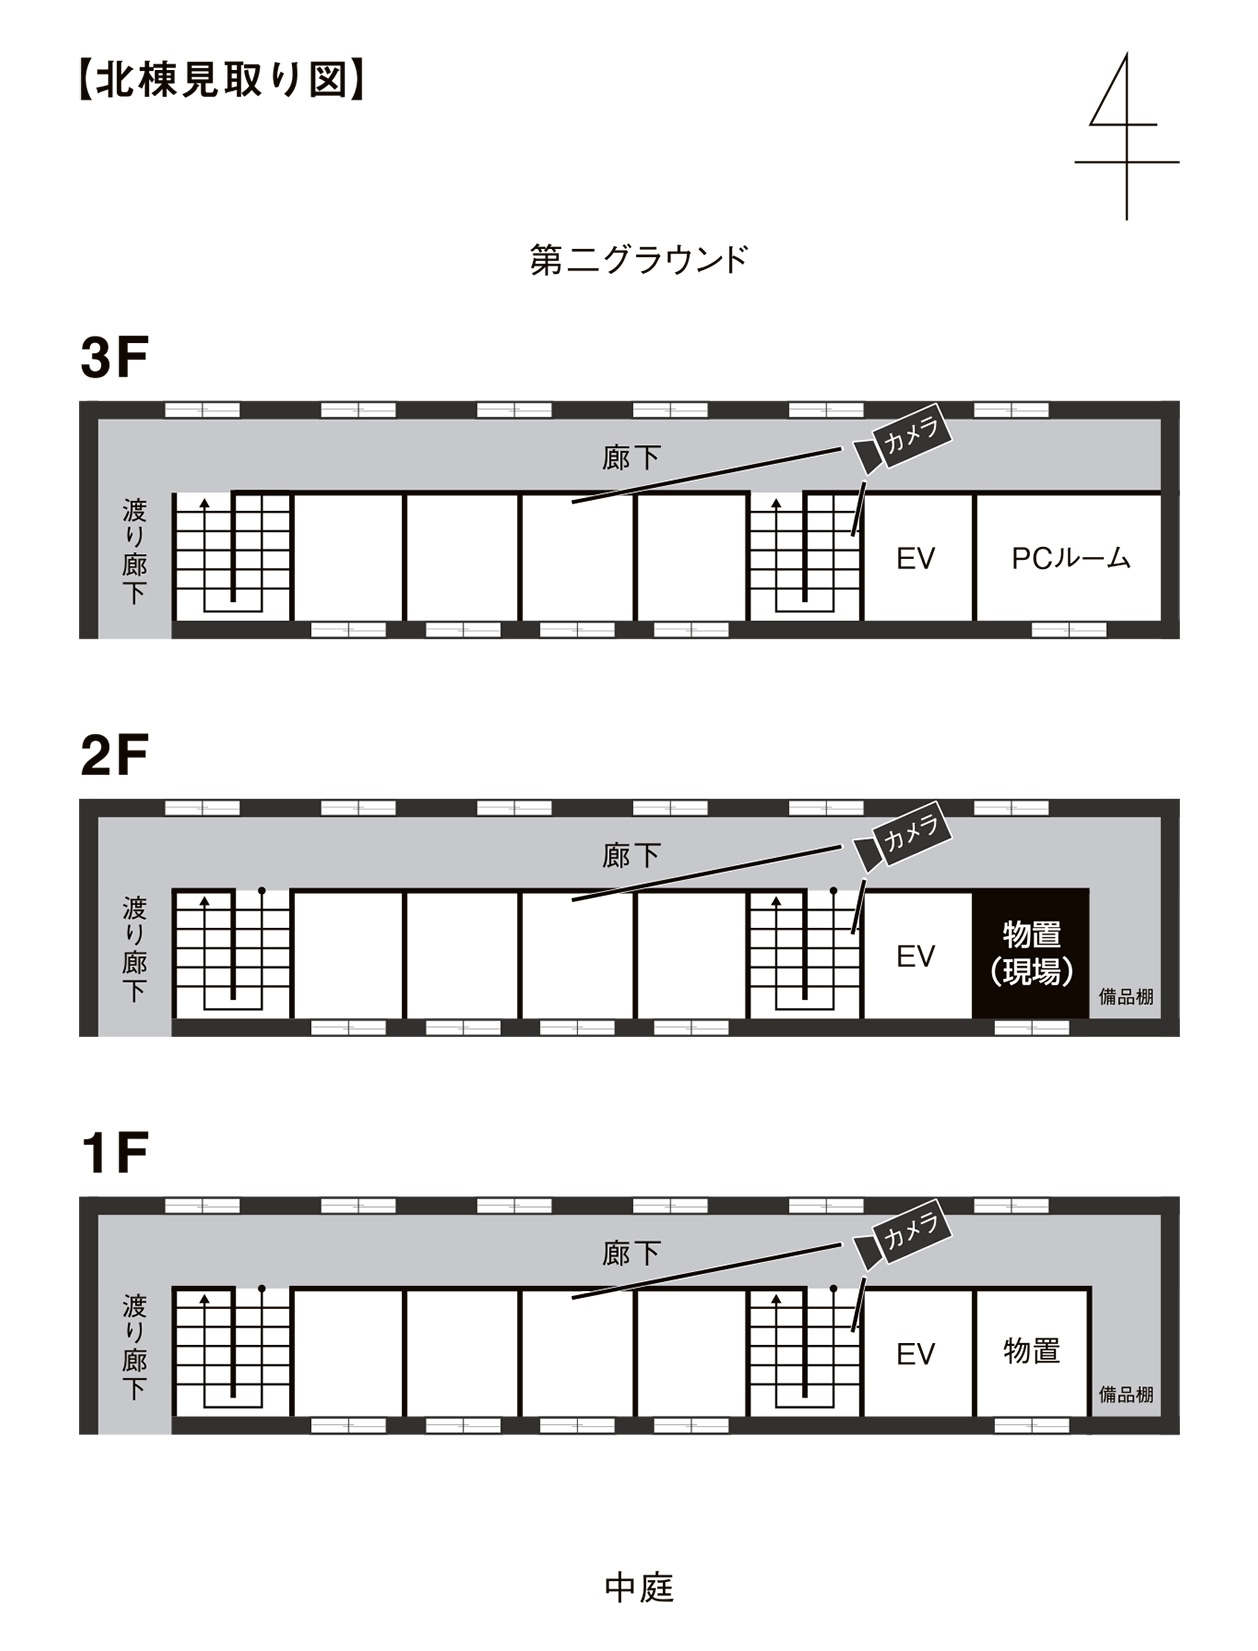 【北棟見取り図】
第二グラウンド
3F
廊下
カメラ
渡り廊下
EV
PCルーム
2F
廊下
カメラ
渡り廊下
EV
物置
（現場）
備品棚
1F
廊下
カメラ
渡り廊下
EV
物置
備品棚
中庭